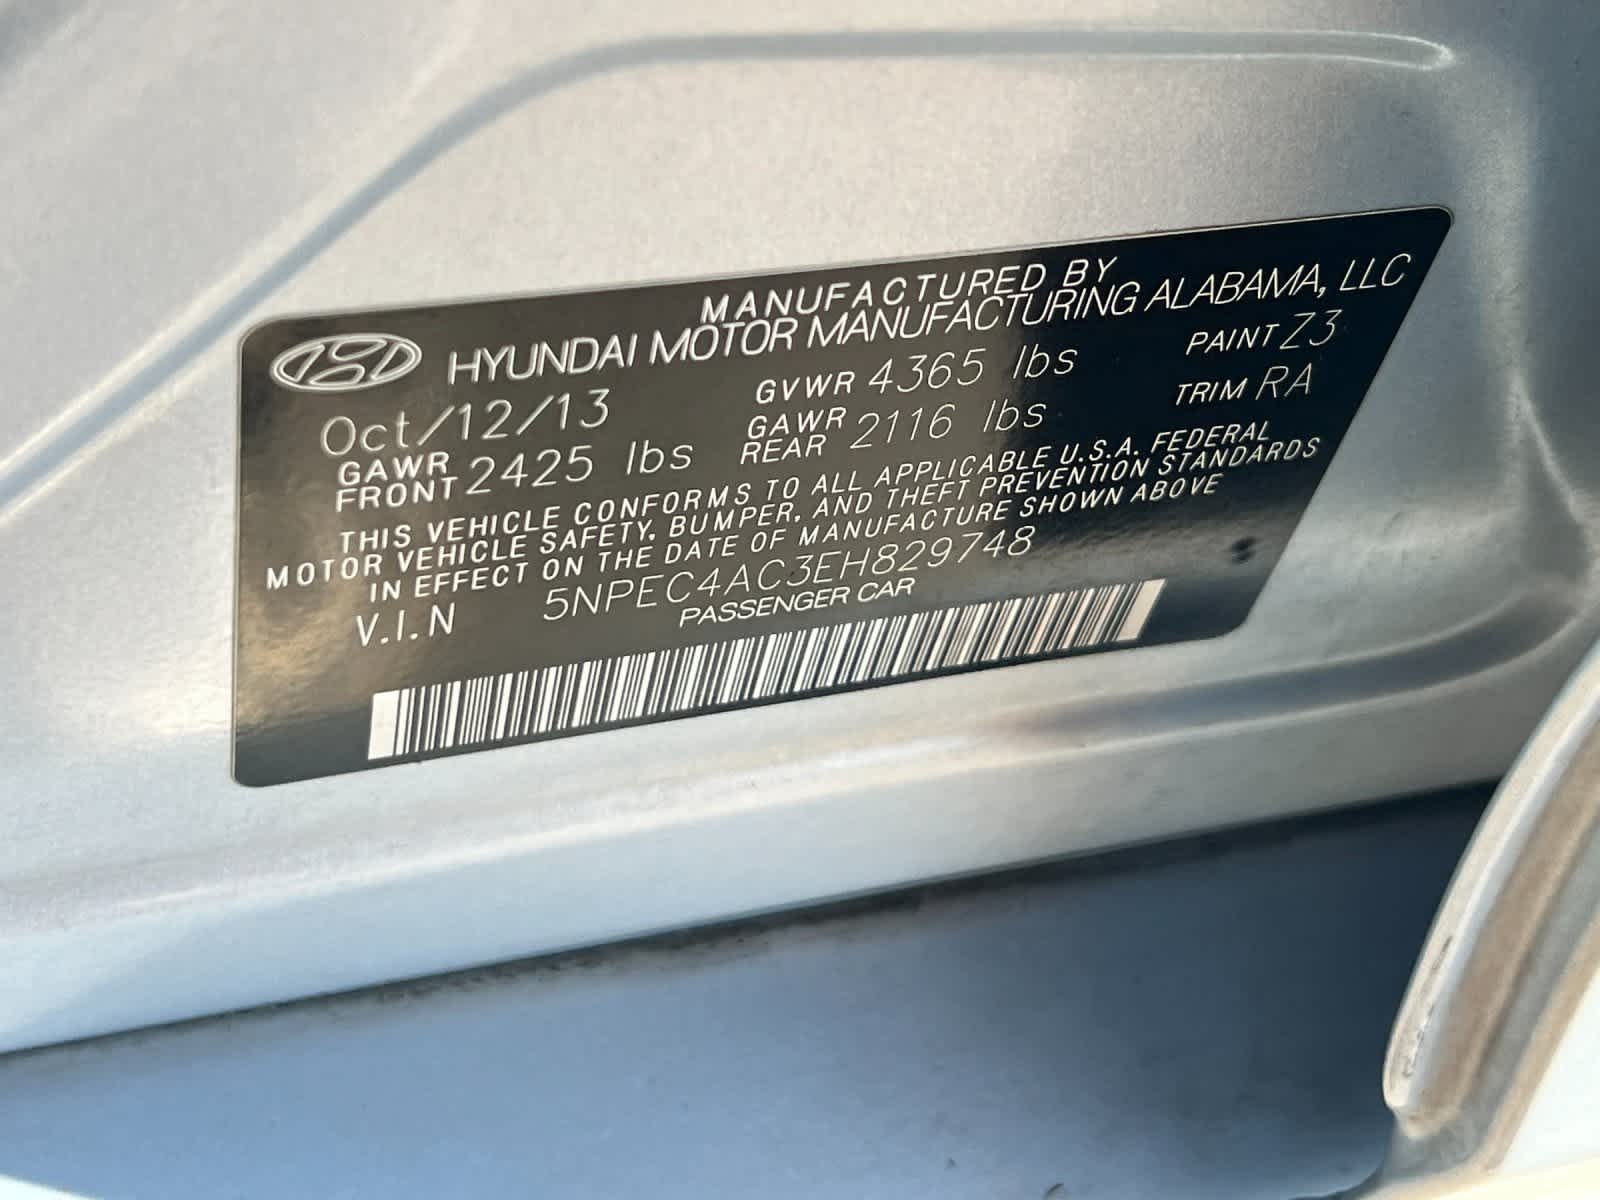 MANUFACTURED BY
HYUNDAI MOTOR MANUFACTURING ALABAMA, LLC
Oct/12/13 GVWR 4365 lbs PAINT Z3
GAWR FRONT 2425 lbs GAWR REAR 2116 lbs TRIM RA
THIS VEHICLE CONFORMS TO ALL APPLICABLE U.S.A. FEDERAL
MOTOR VEHICLE SAFETY, BUMPER, AND THEFT PREVENTION STANDARDS
IN EFFECT ON THE DATE OF MANUFACTURE SHOWN ABOVE
V.I.N 5NPEC4AC3EH829748
PASSENGER CAR